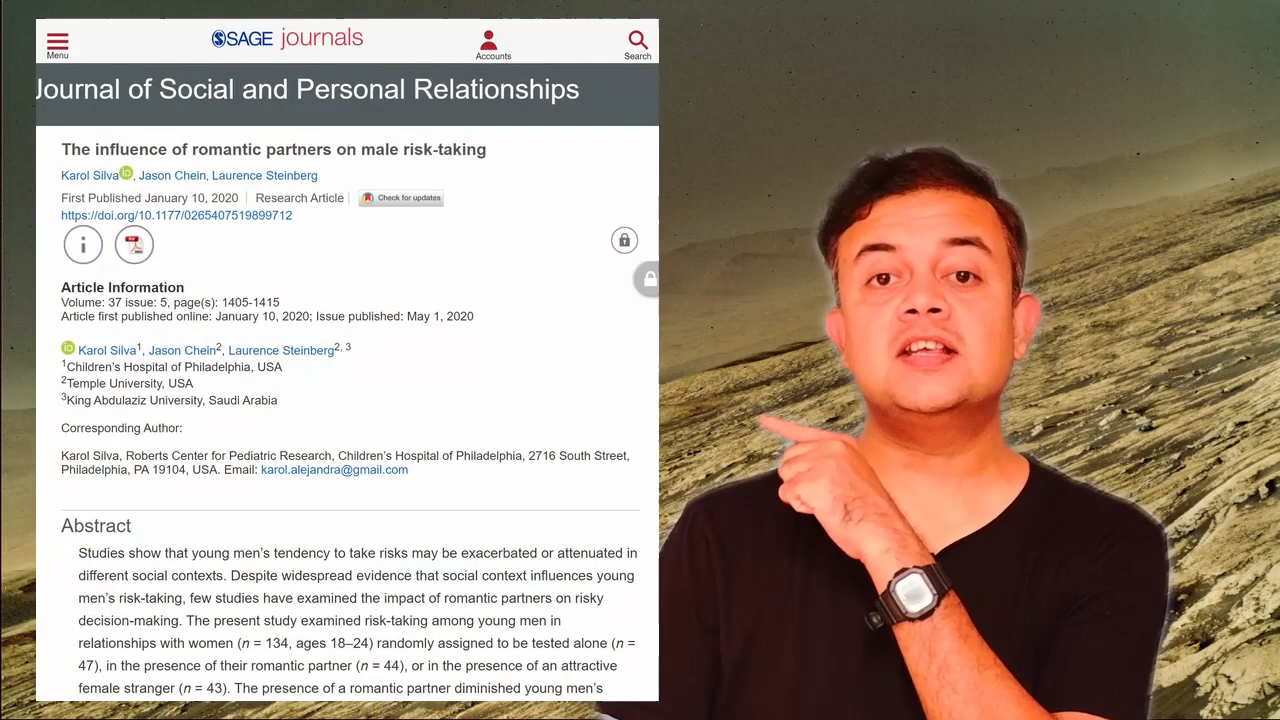 Menu
SAGE journals
Accounts
Search
Journal of Social and Personal Relationships
The influence of romantic partners on male risk-taking
Karol Silva iD, Jason Chein, Laurence Steinberg
First Published January 10, 2020 | Research Article | Check for updates
https://doi.org/10.1177/0265407519899712
i PDF
Article Information
Volume: 37 issue: 5, page(s): 1405-1415
Article first published online: January 10, 2020; Issue published: May 1, 2020
iD Karol Silva1, Jason Chein2, Laurence Steinberg2, 3
1Children's Hospital of Philadelphia, USA
2Temple University, USA
3King Abdulaziz University, Saudi Arabia
Corresponding Author:
Karol Silva, Roberts Center for Pediatric Research, Children's Hospital of Philadelphia, 2716 South Street,
Philadelphia, PA 19104, USA. Email: karol.alejandra@gmail.com
Abstract
Studies show that young men's tendency to take risks may be exacerbated or attenuated in
different social contexts. Despite widespread evidence that social context influences young
men's risk-taking, few studies have examined the impact of romantic partners on risky
decision-making. The present study examined risk-taking among young men in
relationships with women (n = 134, ages 18–24) randomly assigned to be tested alone (n =
47), in the presence of their romantic partner (n = 44), or in the presence of an attractive
female stranger (n = 43). The presence of a romantic partner diminished young men's